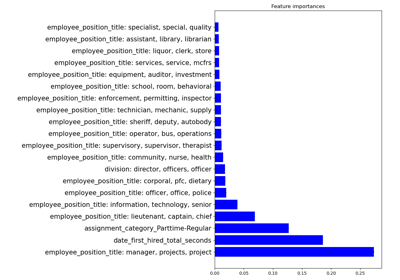 Feature importances
employee_position_title: specialist, special, quality
employee_position_title: assistant, library, librarian
employee_position_title: liquor, clerk, store
employee_position_title: services, service, mcfrs
employee_position_title: equipment, auditor, investment
employee_position_title: school, room, behavioral
employee_position_title: enforcement, permitting, inspector
employee_position_title: technician, mechanic, supply
employee_position_title: sheriff, deputy, autobody
employee_position_title: operator, bus, operations
employee_position_title: supervisory, supervisor, therapist
employee_position_title: community, nurse, health
division: director, officers, officer
employee_position_title: corporal, pfc, dietary
employee_position_title: officer, office, police
employee_position_title: information, technology, senior
employee_position_title: lieutenant, captain, chief
assignment_category_Parttime-Regular
date_first_hired_total_seconds
employee_position_title: manager, projects, project
0.00 0.05 0.10 0.15 0.20 0.25